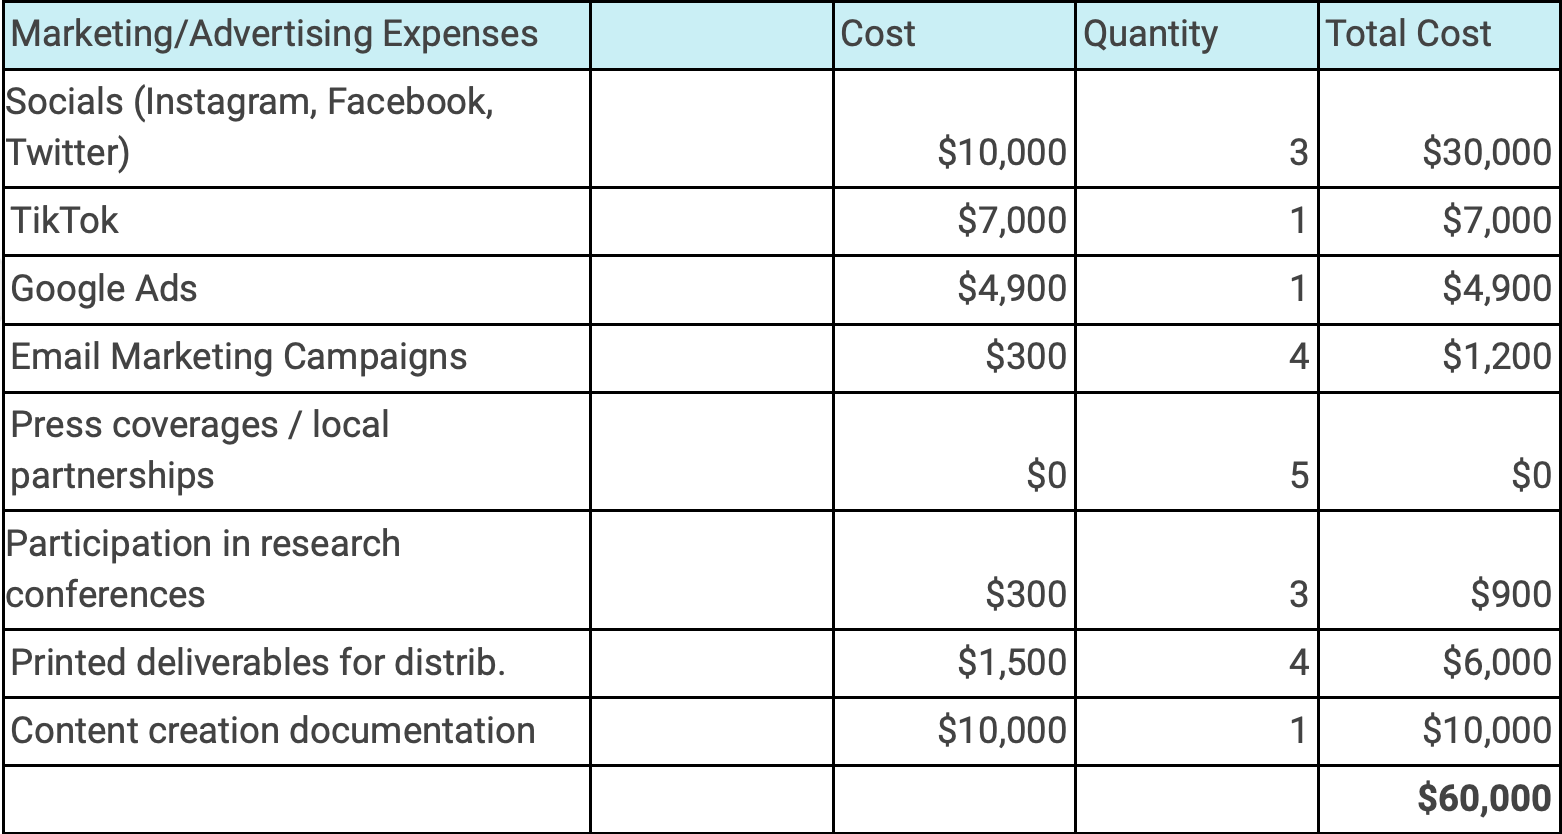 Marketing/Advertising Expenses Cost Quantity Total Cost
Socials (Instagram, Facebook,
Twitter) $10,000 3 $30,000
TikTok $7,000 1 $7,000
Google Ads $4,900 1 $4,900
Email Marketing Campaigns $300 4 $1,200
Press coverages / local
partnerships $0 5 $0
Participation in research
conferences $300 3 $900
Printed deliverables for distrib. $1,500 4 $6,000
Content creation documentation $10,000 1 $10,000
$60,000